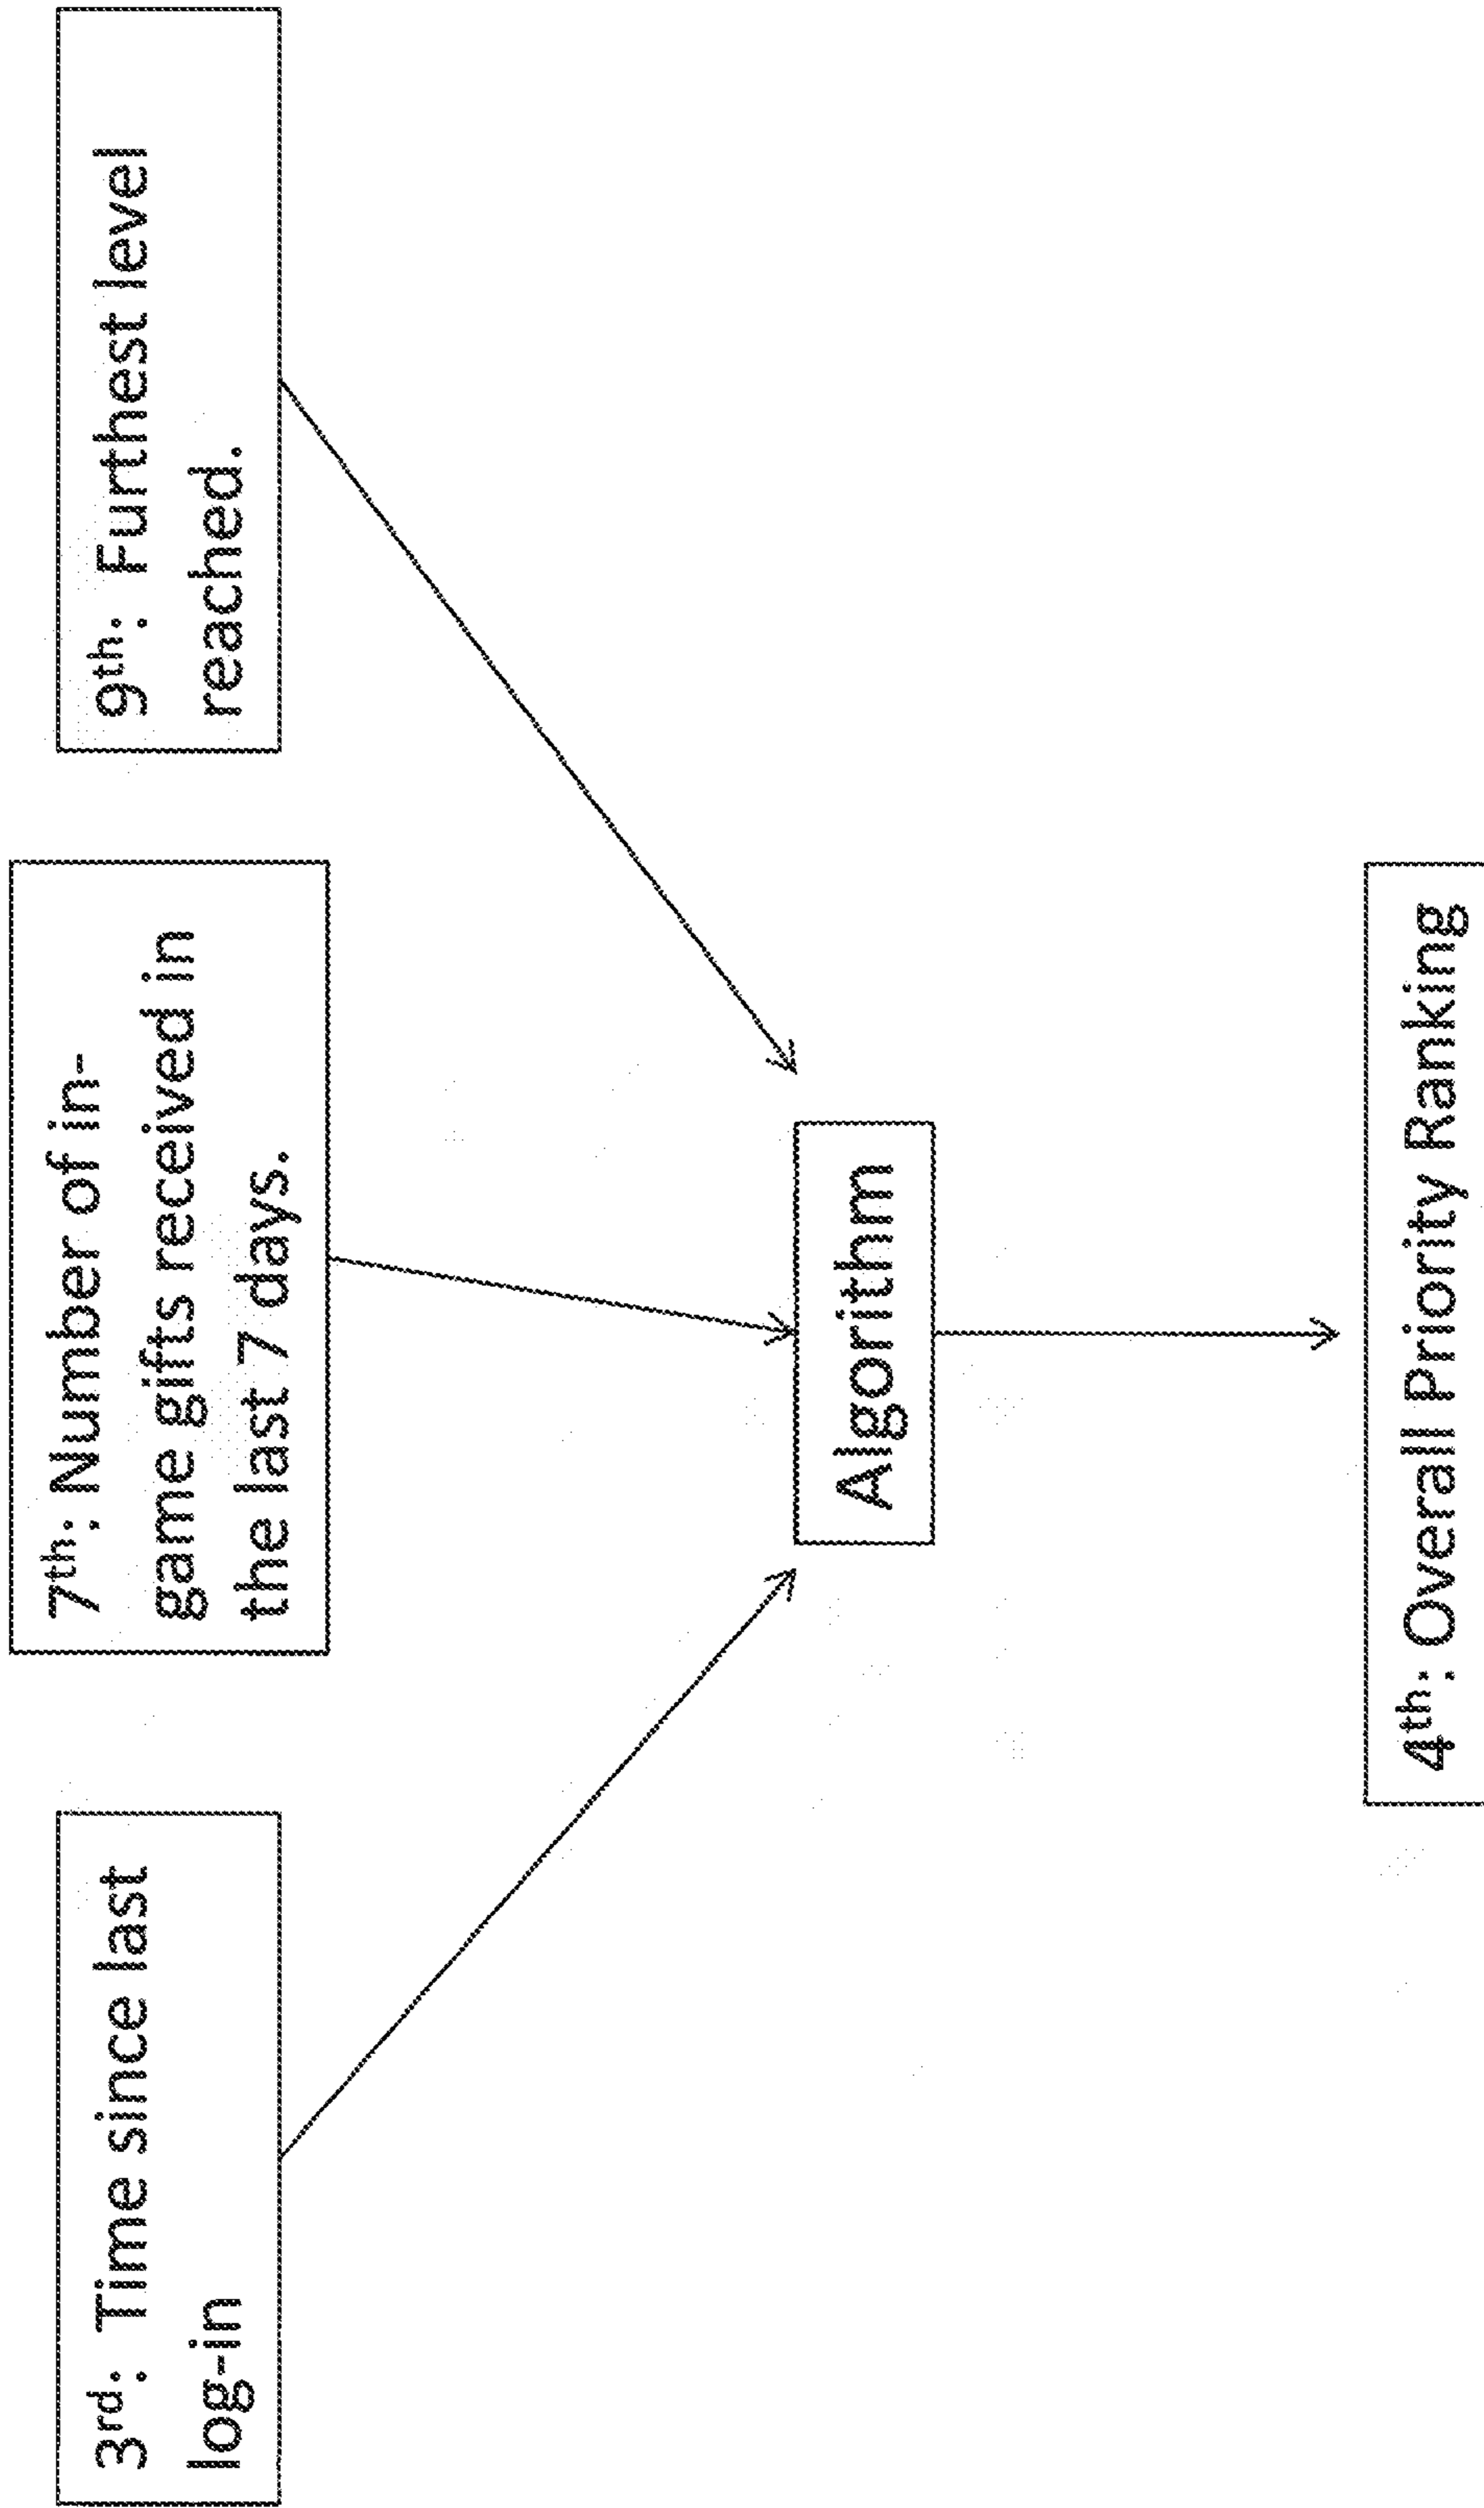 3rd: Time since last
log-in
7th: Number of in-
game gifts received in
the last 7 days.
9th: Furthest level
reached.
Algorithm
4th: Overall Priority Ranking